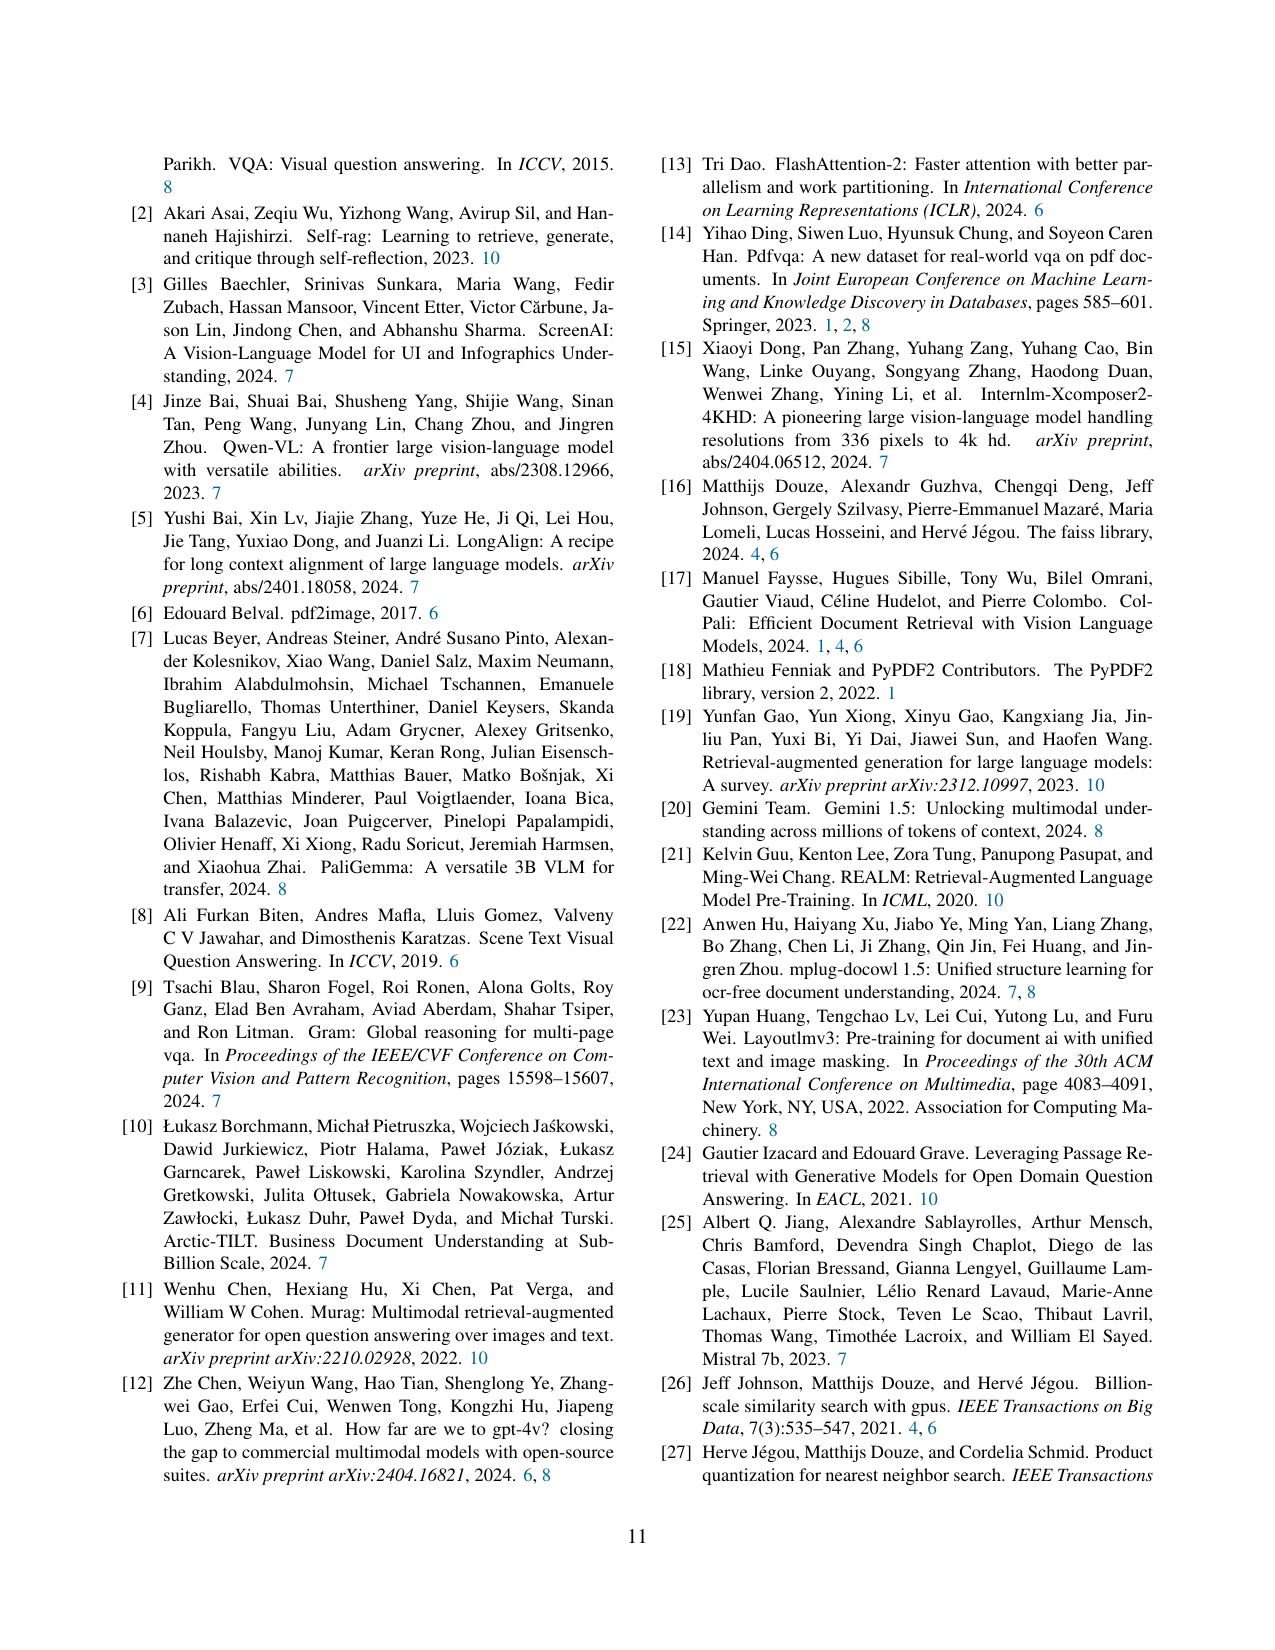 Parikh. VQA: Visual question answering. In ICCV, 2015.
8
[2] Akari Asai, Zeqiu Wu, Yizhong Wang, Avirup Sil, and Han-
naneh Hajishirzi. Self-rag: Learning to retrieve, generate,
and critique through self-reflection, 2023. 10
[3] Gilles Baechler, Srinivas Sunkara, Maria Wang, Fedir
Zubach, Hassan Mansoor, Vincent Etter, Victor Cărbune, Ja-
son Lin, Jindong Chen, and Abhanshu Sharma. ScreenAI:
A Vision-Language Model for UI and Infographics Under-
standing, 2024. 7
[4] Jinze Bai, Shuai Bai, Shusheng Yang, Shijie Wang, Sinan
Tan, Peng Wang, Junyang Lin, Chang Zhou, and Jingren
Zhou. Qwen-VL: A frontier large vision-language model
with versatile abilities. arXiv preprint, abs/2308.12966,
2023. 7
[5] Yushi Bai, Xin Lv, Jiajie Zhang, Yuze He, Ji Qi, Lei Hou,
Jie Tang, Yuxiao Dong, and Juanzi Li. LongAlign: A recipe
for long context alignment of large language models. arXiv
preprint, abs/2401.18058, 2024. 7
[6] Edouard Belval. pdf2image, 2017. 6
[7] Lucas Beyer, Andreas Steiner, André Susano Pinto, Alexan-
der Kolesnikov, Xiao Wang, Daniel Salz, Maxim Neumann,
Ibrahim Alabdulmohsin, Michael Tschannen, Emanuele
Bugliarello, Thomas Unterthiner, Daniel Keysers, Skanda
Koppula, Fangyu Liu, Adam Grycner, Alexey Gritsenko,
Neil Houlsby, Manoj Kumar, Keran Rong, Julian Eisensch-
los, Rishabh Kabra, Matthias Bauer, Matko Bošnjak, Xi
Chen, Matthias Minderer, Paul Voigtlaender, Ioana Bica,
Ivana Balazevic, Joan Puigcerver, Pinelopi Papalampidi,
Olivier Henaff, Xi Xiong, Radu Soricut, Jeremiah Harmsen,
and Xiaohua Zhai. PaliGemma: A versatile 3B VLM for
transfer, 2024. 8
[8] Ali Furkan Biten, Andres Mafla, Lluis Gomez, Valveny
C V Jawahar, and Dimosthenis Karatzas. Scene Text Visual
Question Answering. In ICCV, 2019. 6
[9] Tsachi Blau, Sharon Fogel, Roi Ronen, Alona Golts, Roy
Ganz, Elad Ben Avraham, Aviad Aberdam, Shahar Tsiper,
and Ron Litman. Gram: Global reasoning for multi-page
vqa. In Proceedings of the IEEE/CVF Conference on Com-
puter Vision and Pattern Recognition, pages 15598–15607,
2024. 7
[10] Łukasz Borchmann, Michał Pietruszka, Wojciech Jaśkowski,
Dawid Jurkiewicz, Piotr Halama, Paweł Józiak, Łukasz
Garncarek, Paweł Liskowski, Karolina Szyndler, Andrzej
Gretkowski, Julita Ołtusek, Gabriela Nowakowska, Artur
Zawłocki, Łukasz Duhr, Paweł Dyda, and Michał Turski.
Arctic-TILT. Business Document Understanding at Sub-
Billion Scale, 2024. 7
[11] Wenhu Chen, Hexiang Hu, Xi Chen, Pat Verga, and
William W Cohen. Murag: Multimodal retrieval-augmented
generator for open question answering over images and text.
arXiv preprint arXiv:2210.02928, 2022. 10
[12] Zhe Chen, Weiyun Wang, Hao Tian, Shenglong Ye, Zhang-
wei Gao, Erfei Cui, Wenwen Tong, Kongzhi Hu, Jiapeng
Luo, Zheng Ma, et al. How far are we to gpt-4v? closing
the gap to commercial multimodal models with open-source
suites. arXiv preprint arXiv:2404.16821, 2024. 6, 8
[13] Tri Dao. FlashAttention-2: Faster attention with better par-
allelism and work partitioning. In International Conference
on Learning Representations (ICLR), 2024. 6
[14] Yihao Ding, Siwen Luo, Hyunsuk Chung, and Soyeon Caren
Han. Pdfvqa: A new dataset for real-world vqa on pdf doc-
uments. In Joint European Conference on Machine Learn-
ing and Knowledge Discovery in Databases, pages 585–601.
Springer, 2023. 1, 2, 8
[15] Xiaoyi Dong, Pan Zhang, Yuhang Zang, Yuhang Cao, Bin
Wang, Linke Ouyang, Songyang Zhang, Haodong Duan,
Wenwei Zhang, Yining Li, et al. Internlm-Xcomposer2-
4KHD: A pioneering large vision-language model handling
resolutions from 336 pixels to 4k hd. arXiv preprint,
abs/2404.06512, 2024. 7
[16] Matthijs Douze, Alexandr Guzhva, Chengqi Deng, Jeff
Johnson, Gergely Szilvasy, Pierre-Emmanuel Mazaré, Maria
Lomeli, Lucas Hosseini, and Hervé Jégou. The faiss library,
2024. 4, 6
[17] Manuel Faysse, Hugues Sibille, Tony Wu, Bilel Omrani,
Gautier Viaud, Céline Hudelot, and Pierre Colombo. Col-
Pali: Efficient Document Retrieval with Vision Language
Models, 2024. 1, 4, 6
[18] Mathieu Fenniak and PyPDF2 Contributors. The PyPDF2
library, version 2, 2022. 1
[19] Yunfan Gao, Yun Xiong, Xinyu Gao, Kangxiang Jia, Jin-
liu Pan, Yuxi Bi, Yi Dai, Jiawei Sun, and Haofen Wang.
Retrieval-augmented generation for large language models:
A survey. arXiv preprint arXiv:2312.10997, 2023. 10
[20] Gemini Team. Gemini 1.5: Unlocking multimodal under-
standing across millions of tokens of context, 2024. 8
[21] Kelvin Guu, Kenton Lee, Zora Tung, Panupong Pasupat, and
Ming-Wei Chang. REALM: Retrieval-Augmented Language
Model Pre-Training. In ICML, 2020. 10
[22] Anwen Hu, Haiyang Xu, Jiabo Ye, Ming Yan, Liang Zhang,
Bo Zhang, Chen Li, Ji Zhang, Qin Jin, Fei Huang, and Jin-
gren Zhou. mplug-docowl 1.5: Unified structure learning for
ocr-free document understanding, 2024. 7, 8
[23] Yupan Huang, Tengchao Lv, Lei Cui, Yutong Lu, and Furu
Wei. Layoutlmv3: Pre-training for document ai with unified
text and image masking. In Proceedings of the 30th ACM
International Conference on Multimedia, page 4083–4091,
New York, NY, USA, 2022. Association for Computing Ma-
chinery. 8
[24] Gautier Izacard and Edouard Grave. Leveraging Passage Re-
trieval with Generative Models for Open Domain Question
Answering. In EACL, 2021. 10
[25] Albert Q. Jiang, Alexandre Sablayrolles, Arthur Mensch,
Chris Bamford, Devendra Singh Chaplot, Diego de las
Casas, Florian Bressand, Gianna Lengyel, Guillaume Lam-
ple, Lucile Saulnier, Lélio Renard Lavaud, Marie-Anne
Lachaux, Pierre Stock, Teven Le Scao, Thibaut Lavril,
Thomas Wang, Timothée Lacroix, and William El Sayed.
Mistral 7b, 2023. 7
[26] Jeff Johnson, Matthijs Douze, and Hervé Jégou. Billion-
scale similarity search with gpus. IEEE Transactions on Big
Data, 7(3):535–547, 2021. 4, 6
[27] Herve Jégou, Matthijs Douze, and Cordelia Schmid. Product
quantization for nearest neighbor search. IEEE Transactions
11